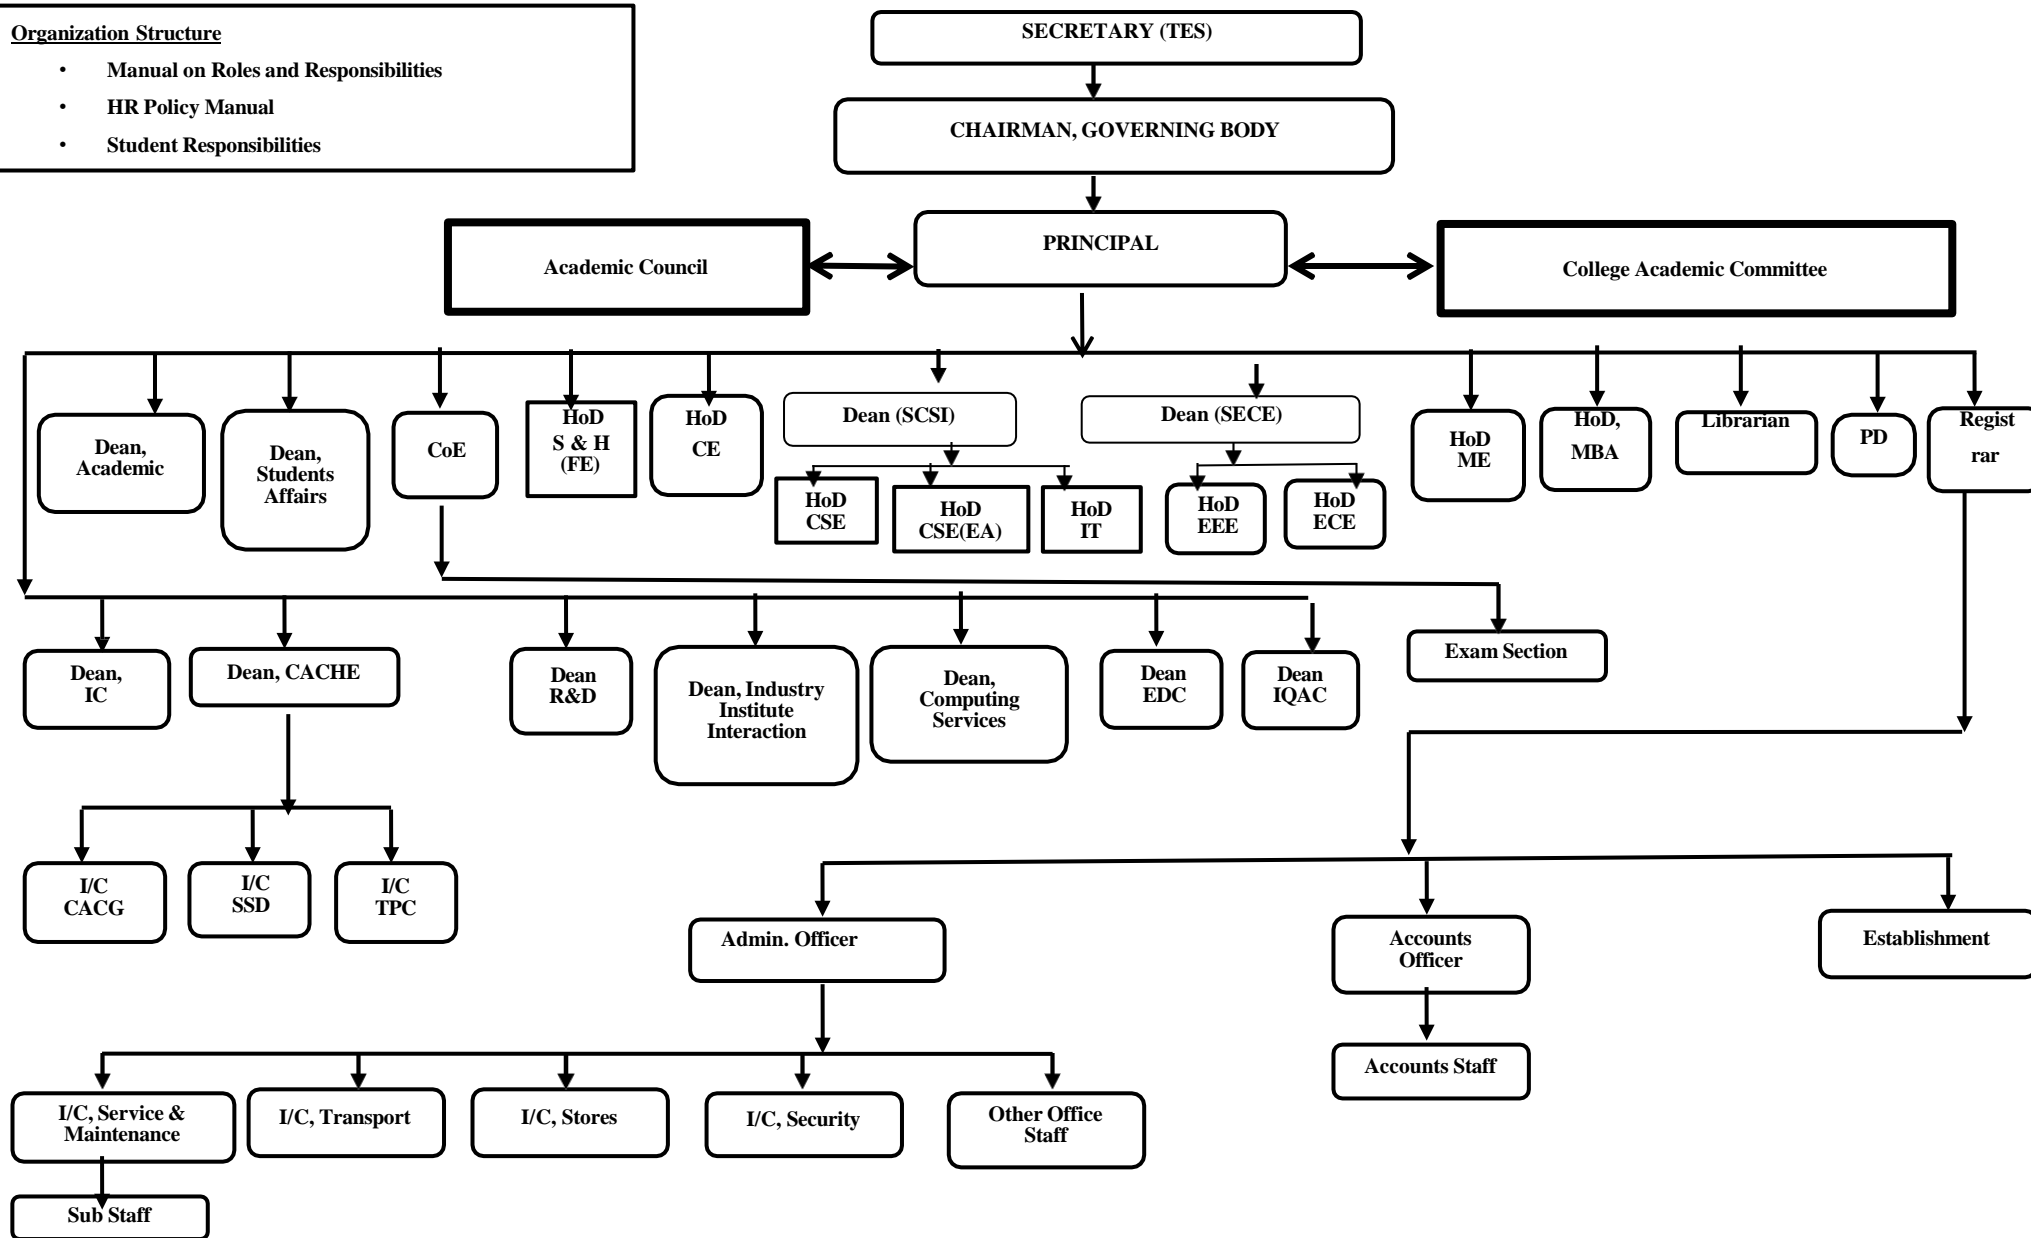 Organization Structure
• Manual on Roles and Responsibilities
• HR Policy Manual
• Student Responsibilities
SECRETARY (TES)
CHAIRMAN, GOVERNING BODY
PRINCIPAL
Academic Council
College Academic Committee
Dean,
Academic
Dean,
Students
Affairs
CoE
HoD
S & H
(FE)
HoD
CE
Dean (SCSI)
HoD
CSE
HoD
CSE(EA)
HoD
IT
Dean (SECE)
HoD
EEE
HoD
ECE
HoD
ME
HoD,
MBA
Librarian
PD
Regist
rar
Dean,
IC
Dean, CACHE
Dean
R&D
Dean, Industry
Institute
Interaction
Dean,
Computing
Services
Dean
EDC
Dean
IQAC
Exam Section
I/C
CACG
I/C
SSD
I/C
TPC
Admin. Officer
Accounts
Officer
Establishment
Accounts Staff
I/C, Service &
Maintenance
I/C, Transport
I/C, Stores
I/C, Security
Other Office
Staff
Sub Staff